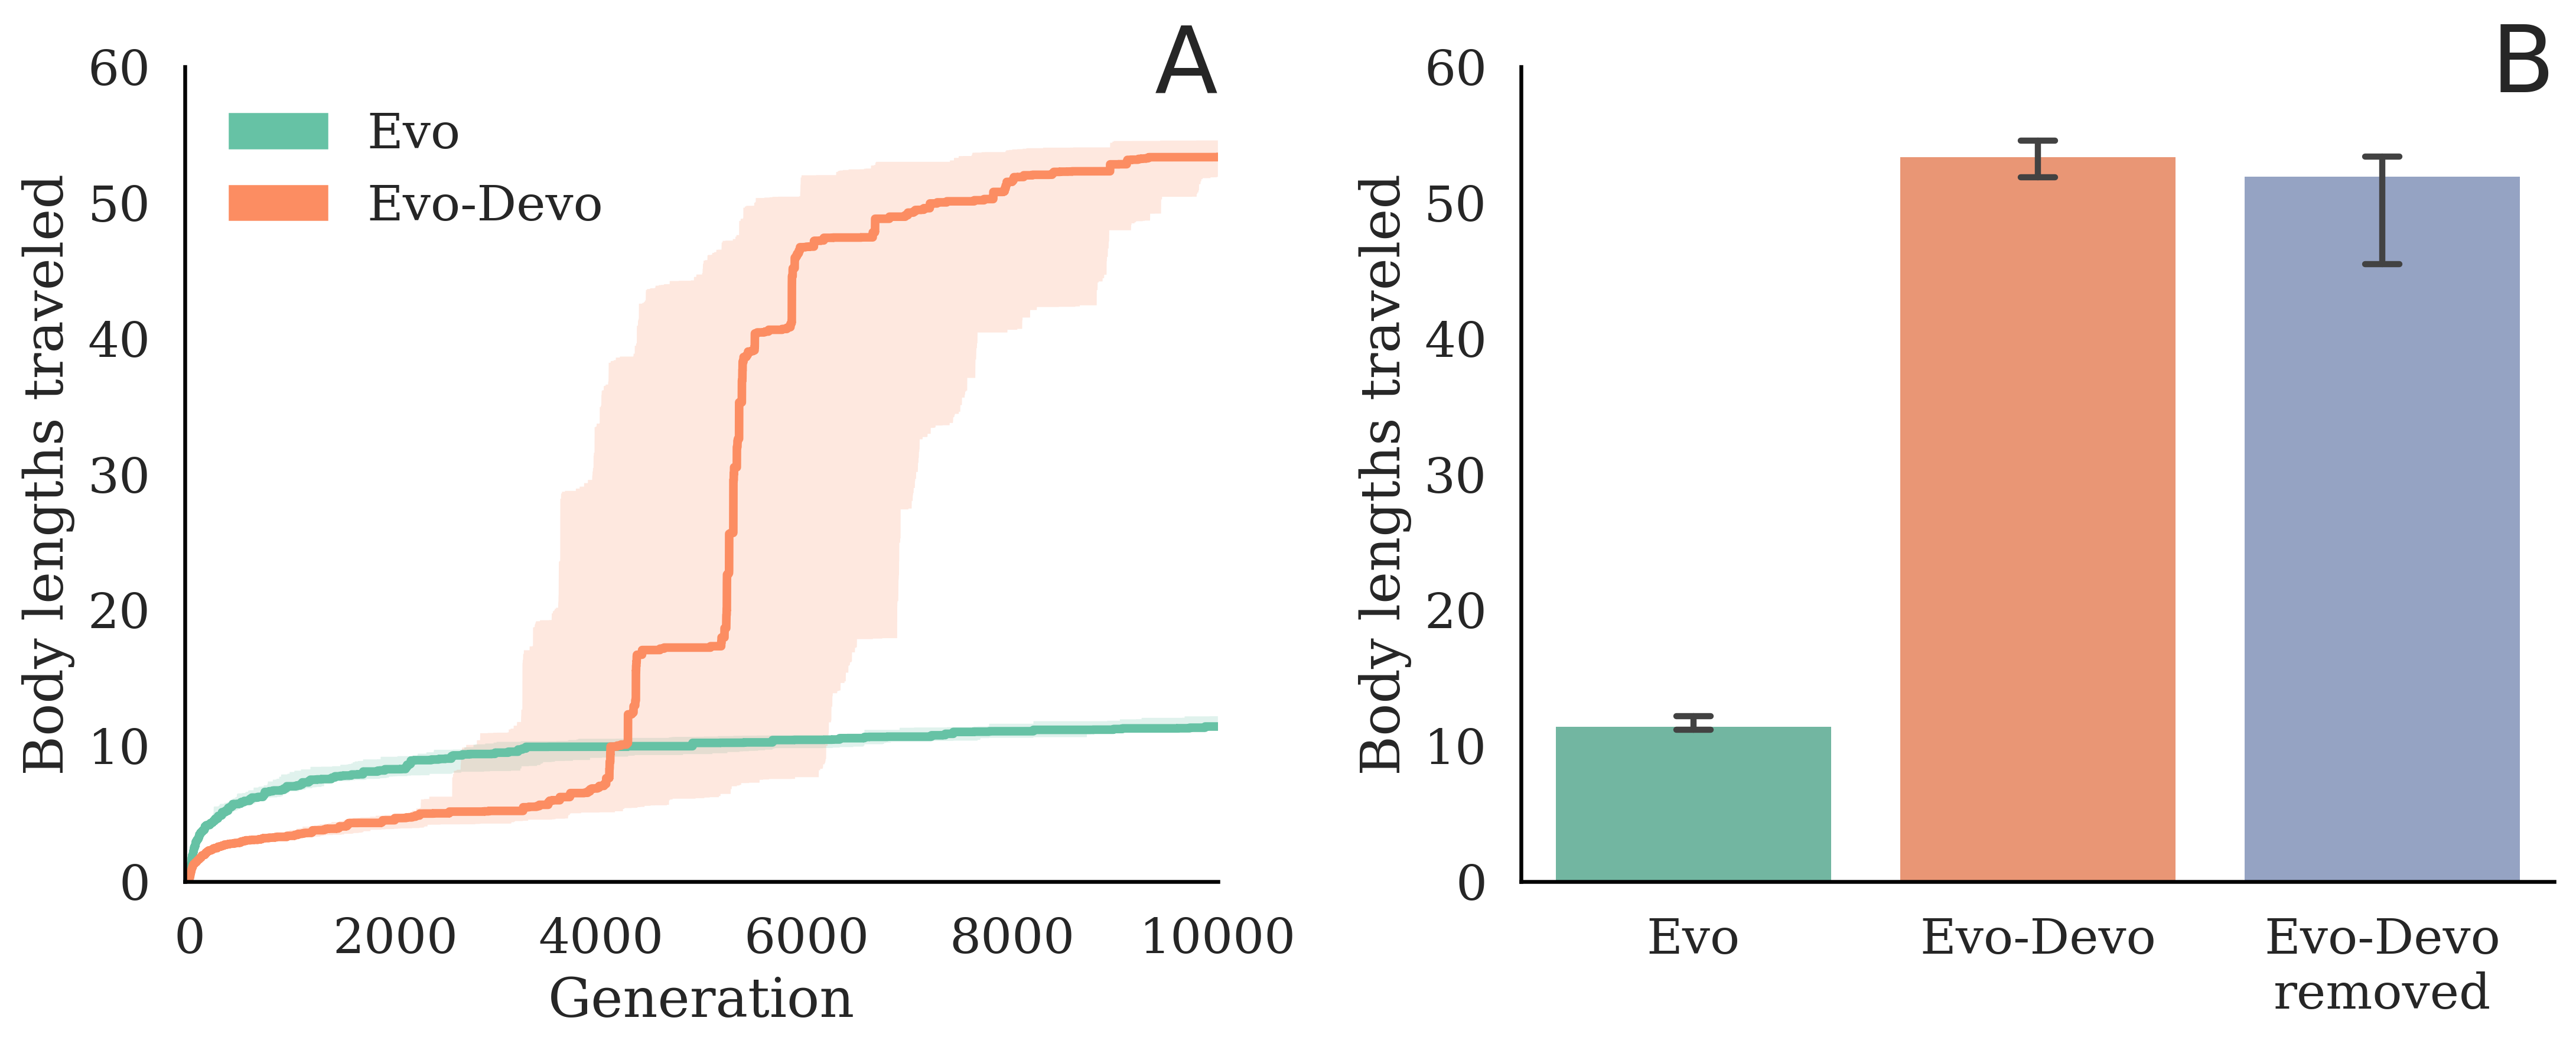 A
60
50
40
30
20
10
0
Body lengths traveled
Evo
Evo-Devo
0 2000 4000 6000 8000 10000
Generation
B
60
50
40
30
20
10
0
Body lengths traveled
Evo
Evo-Devo
Evo-Devo
removed